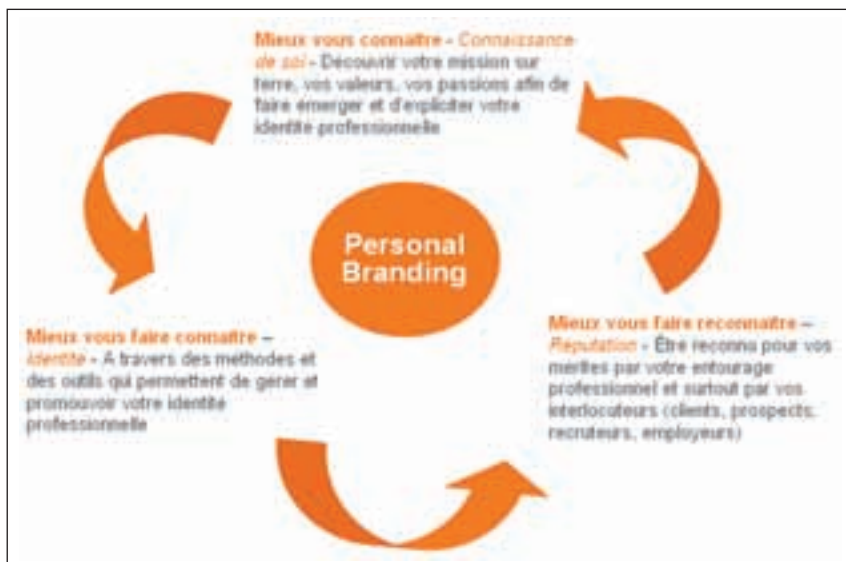 Mieux vous connaître - Connaissance
de soi - Découvrir votre mission sur
terre, vos valeurs, vos passions afin de
faire émerger et d'expliciter votre
identité professionnelle
Personal
Branding
Mieux vous faire connaître –
Identité - A travers des méthodes et
des outils qui permettent de gérer et
promouvoir votre identité
professionnelle
Mieux vous faire reconnaître –
Réputation - Être reconnu pour vos
mérites par votre entourage
professionnel et surtout par vos
interlocuteurs (clients, prospects,
recruteurs, employeurs)